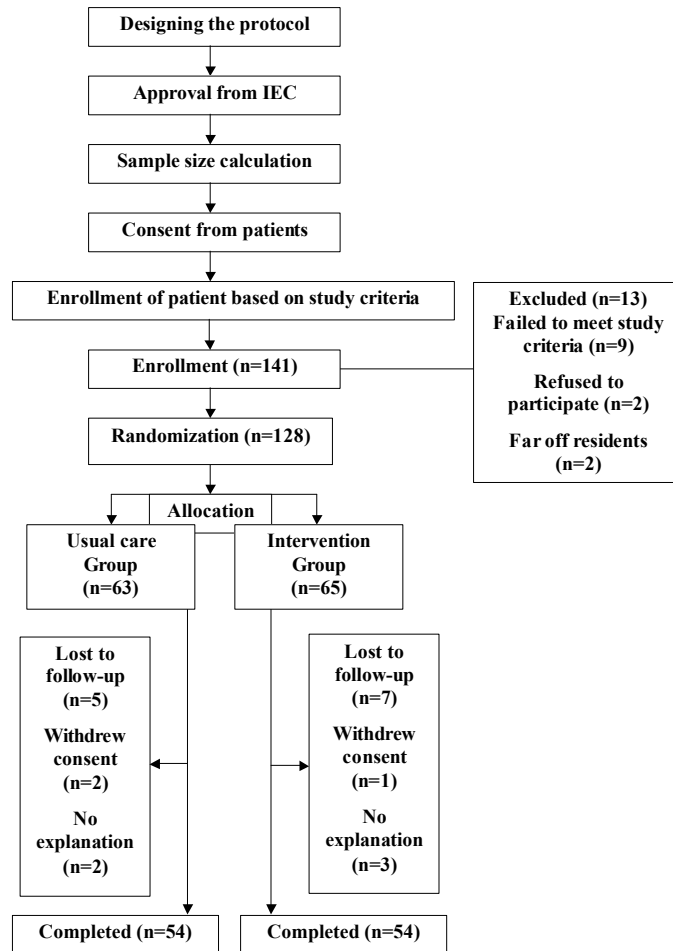 Designing the protocol
Approval from IEC
Sample size calculation
Consent from patients
Enrollment of patient based on study criteria
Enrollment (n=141)
Excluded (n=13)
Failed to meet study
criteria (n=9)
Refused to
participate (n=2)
Far off residents
(n=2)
Randomization (n=128)
Allocation
Usual care
Group
(n=63)
Intervention
Group
(n=65)
Lost to
follow-up
(n=5)
Withdrew
consent
(n=2)
No
explanation
(n=2)
Lost to
follow-up
(n=7)
Withdrew
consent
(n=1)
No
explanation
(n=3)
Completed (n=54)
Completed (n=54)